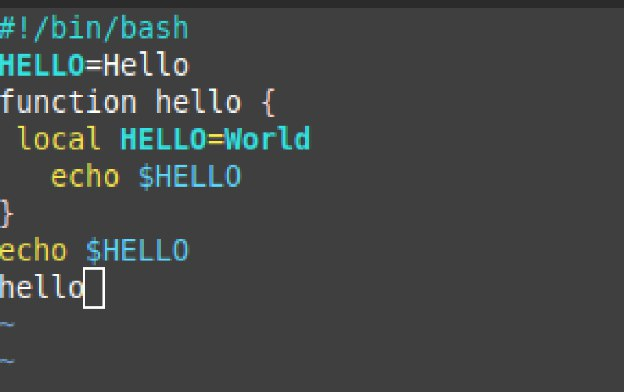 #!/bin/bash
HELLO=Hello
function hello {
 local HELLO=World
   echo $HELLO
}
echo $HELLO
hello
~
~